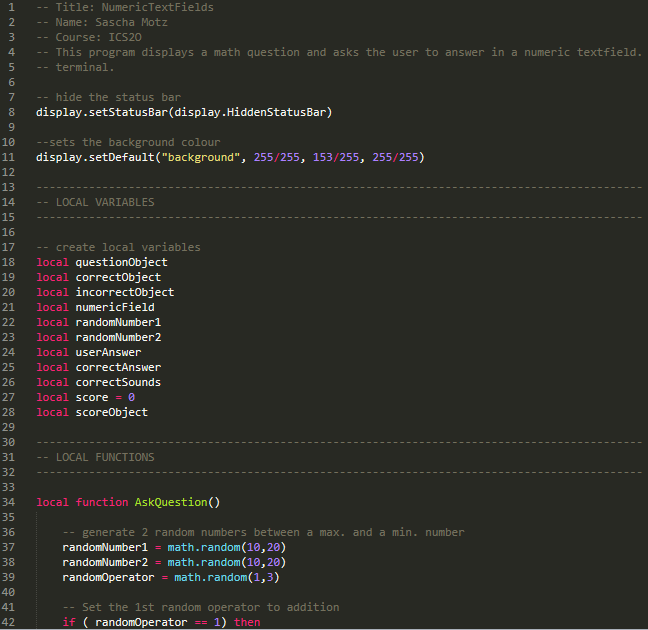 1 -- Title: NumericTextFields
2 -- Name: Sascha Motz
3 -- Course: ICS2O
4 -- This program displays a math question and asks the user to answer in a numeric textfield.
5 -- terminal.
6
7 -- hide the status bar
8 display.setStatusBar(display.HiddenStatusBar)
9
10 --sets the background colour
11 display.setDefault("background", 255/255, 153/255, 255/255)
12
13 --------------------------------------------------------------------------------------------
14 -- LOCAL VARIABLES
15 --------------------------------------------------------------------------------------------
16
17 -- create local variables
18 local questionObject
19 local correctObject
20 local incorrectObject
21 local numericField
22 local randomNumber1
23 local randomNumber2
24 local userAnswer
25 local correctAnswer
26 local correctSounds
27 local score = 0
28 local scoreObject
29
30 --------------------------------------------------------------------------------------------
31 -- LOCAL FUNCTIONS
32 --------------------------------------------------------------------------------------------
33
34 local function AskQuestion()
35
36     -- generate 2 random numbers between a max. and a min. number
37     randomNumber1 = math.random(10,20)
38     randomNumber2 = math.random(10,20)
39     randomOperator = math.random(1,3)
40
41     -- Set the 1st random operator to addition
42     if ( randomOperator == 1) then